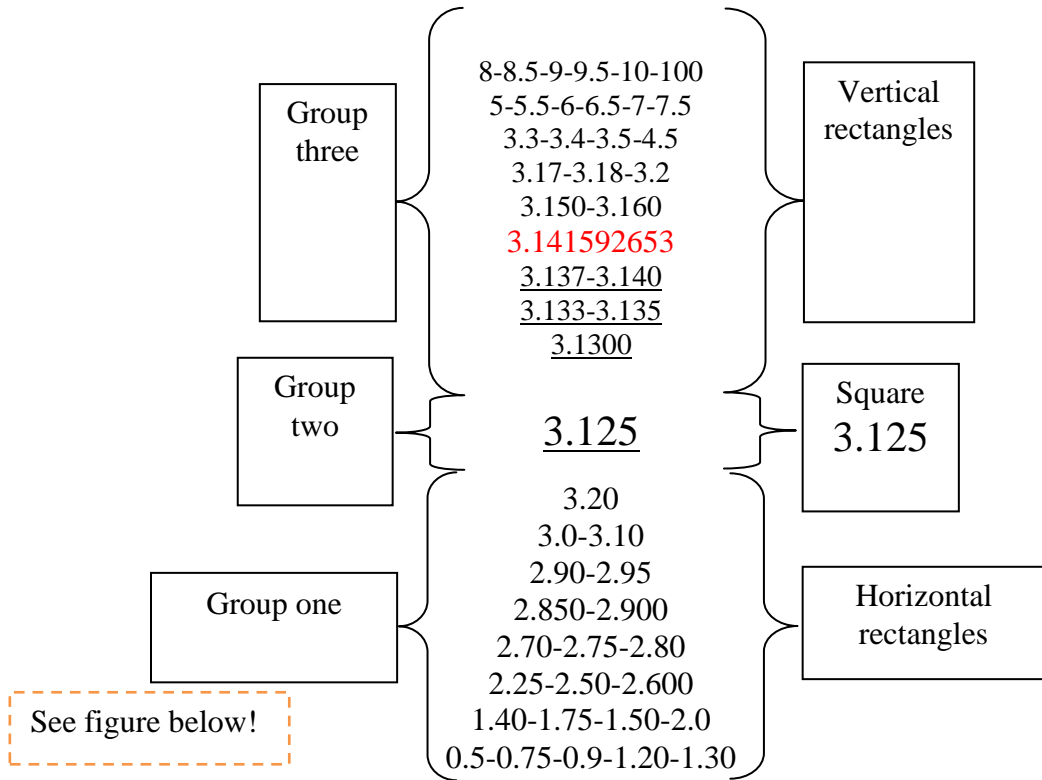 8-8.5-9-9.5-10-100
5-5.5-6-6.5-7-7.5
3.3-3.4-3.5-4.5
3.17-3.18-3.2
3.150-3.160
3.141592653
3.137-3.140
3.133-3.135
3.1300
Group
three
Vertical
rectangles
Group
two
3.125
Square
3.125
3.20
3.0-3.10
2.90-2.95
2.850-2.900
2.70-2.75-2.80
2.25-2.50-2.600
1.40-1.75-1.50-2.0
0.5-0.75-0.9-1.20-1.30
Group one
Horizontal
rectangles
See figure below!